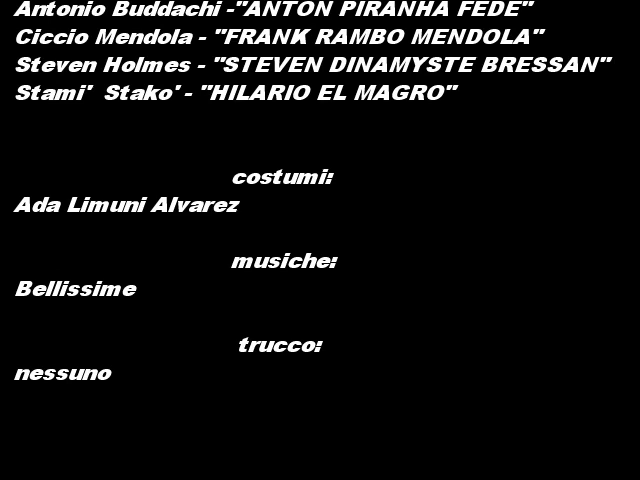 Antonio Buddachi -"ANTON PIRANHA FEDE"
Ciccio Mendola - "FRANK RAMBO MENDOLA"
Steven Holmes - "STEVEN DINAMYSTE BRESSAN"
Stami' Stako' - "HILARIO EL MAGRO"
costumi:
Ada Limuni Alvarez
musiche:
Bellissime
trucco:
nessuno